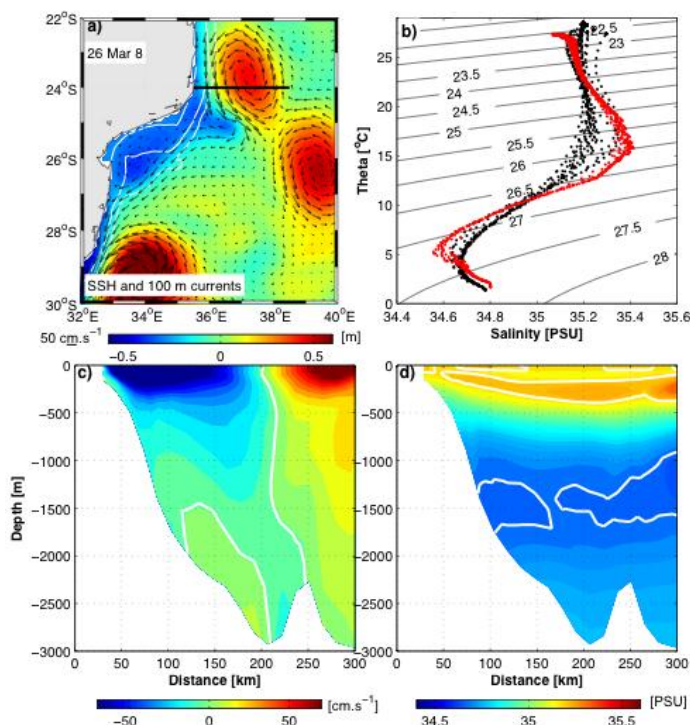 a)
26 Mar 8
SSH and 100 m currents
22°S
24°S
26°S
28°S
30°S
32°E 34°E 36°E 38°E 40°E
50 cm.s⁻¹
−0.5 0 0.5
[m]
b)
Theta [°C]
25
20
15
10
5
0
22.5
23
23.5
24
24.5
25
25.5
26
26.5
27
27.5
28
34.4 34.6 34.8 35 35.2 35.4 35.6
Salinity [PSU]
c)
Depth [m]
0
−500
−1000
−1500
−2000
−2500
−3000
0 50 100 150 200 250 300
Distance [km]
−50 0 50
[cm.s⁻¹]
d)
0
−500
−1000
−1500
−2000
−2500
−3000
0 50 100 150 200 250 300
Distance [km]
34.5 35 35.5
[PSU]